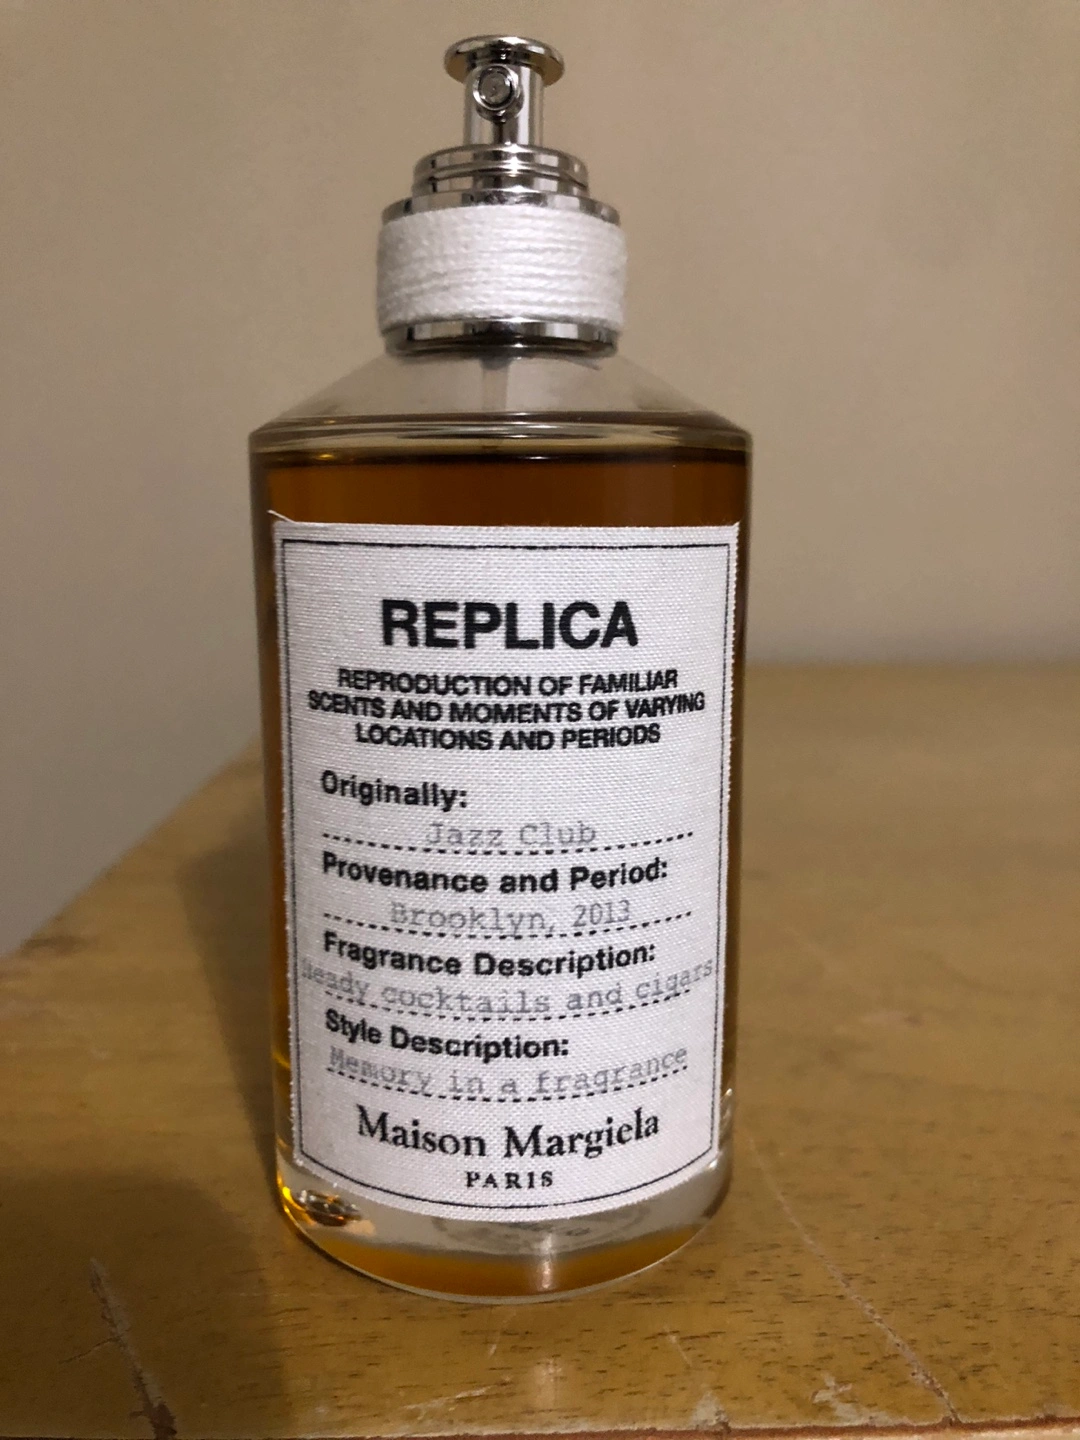 REPLICA
REPRODUCTION OF FAMILIAR
SCENTS AND MOMENTS OF VARYING
LOCATIONS AND PERIODS
Originally:
Jazz Club
Provenance and Period:
Brooklyn, 2013
Fragrance Description:
Heady cocktails and cigars
Style Description:
Memory in a fragrance
Maison Margiela
PARIS